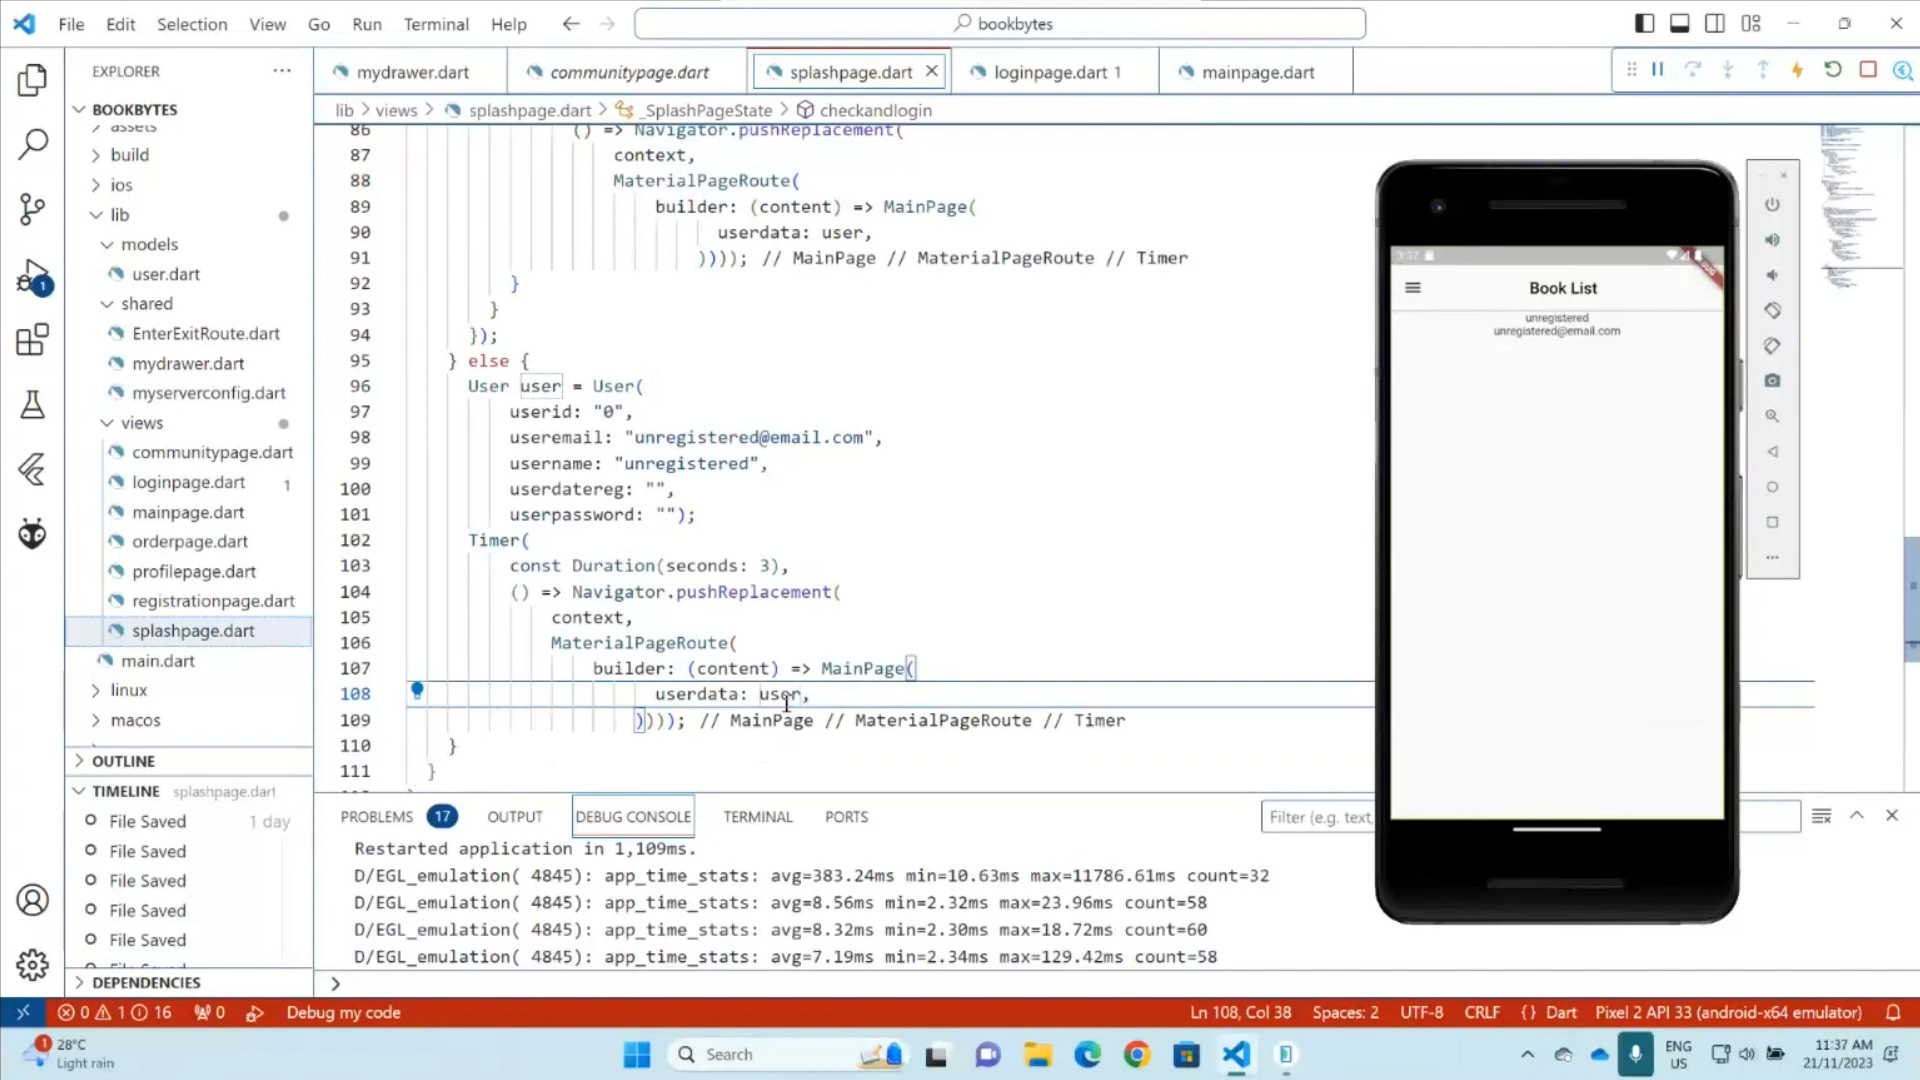 File Edit Selection View Go Run Terminal Help
bookbytes
EXPLORER
mydrawer.dart
communitypage.dart
splashpage.dart
loginpage.dart 1
mainpage.dart
BOOKBYTES
assets
build
ios
lib
models
user.dart
shared
EnterExitRoute.dart
mydrawer.dart
myserverconfig.dart
views
communitypage.dart
loginpage.dart 1
mainpage.dart
orderpage.dart
profilepage.dart
registrationpage.dart
splashpage.dart
main.dart
linux
macos
OUTLINE
TIMELINE splashpage.dart
File Saved 1 day
File Saved
File Saved
File Saved
File Saved
DEPENDENCIES
lib > views > splashpage.dart > _SplashPageState > checkandlogin
86 () => Navigator.pushReplacement(
87 context,
88 MaterialPageRoute(
89 builder: (content) => MainPage(
90 userdata: user,
91 )))); // MainPage // MaterialPageRoute // Timer
92 }
93 }
94 });
95 } else {
96 User user = User(
97 userid: "0",
98 useremail: "unregistered@email.com",
99 username: "unregistered",
100 userdatereg: "",
101 userpassword: "");
102 Timer(
103 const Duration(seconds: 3),
104 () => Navigator.pushReplacement(
105 context,
106 MaterialPageRoute(
107 builder: (content) => MainPage(
108 userdata: user,
109 )))); // MainPage // MaterialPageRoute // Timer
110 }
111 }
3:37
Book List
unregistered
unregistered@email.com
PROBLEMS 17 OUTPUT DEBUG CONSOLE TERMINAL PORTS
Filter (e.g. text,
Restarted application in 1,109ms.
D/EGL_emulation( 4845): app_time_stats: avg=383.24ms min=10.63ms max=11786.61ms count=32
D/EGL_emulation( 4845): app_time_stats: avg=8.56ms min=2.32ms max=23.96ms count=58
D/EGL_emulation( 4845): app_time_stats: avg=8.32ms min=2.30ms max=18.72ms count=60
D/EGL_emulation( 4845): app_time_stats: avg=7.19ms min=2.34ms max=129.42ms count=58
0 1 16 0 Debug my code
Ln 108, Col 38 Spaces: 2 UTF-8 CRLF {} Dart Pixel 2 API 33 (android-x64 emulator)
1
28°C
Light rain
Search
ENG
US
11:37 AM
21/11/2023